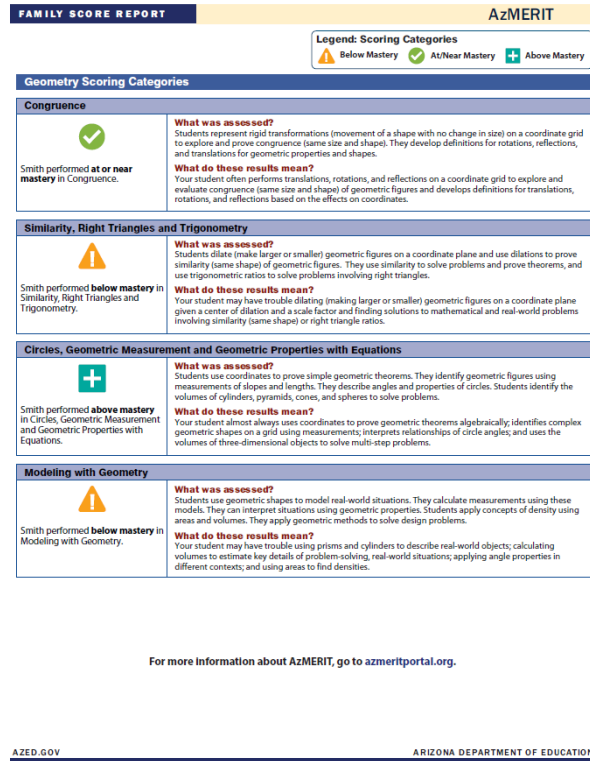 FAMILY SCORE REPORT
AzMERIT
Legend: Scoring Categories
Below Mastery At/Near Mastery Above Mastery
Geometry Scoring Categories
Congruence
Smith performed at or near
mastery in Congruence.
What was assessed?
Students represent rigid transformations (movement of a shape with no change in size) on a coordinate grid
to explore and prove congruence (same size and shape). They develop definitions for rotations, reflections,
and translations for geometric properties and shapes.
What do these results mean?
Your student often performs translations, rotations, and reflections on a coordinate grid to explore and
evaluate congruence (same size and shape) of geometric figures and develops definitions for translations,
rotations, and reflections based on the effects on coordinates.
Similarity, Right Triangles and Trigonometry
Smith performed below mastery in
Similarity, Right Triangles and
Trigonometry.
What was assessed?
Students dilate (make larger or smaller) geometric figures on a coordinate plane and use dilations to prove
similarity (same shape) of geometric figures. They use similarity to solve problems and prove theorems, and
use trigonometric ratios to solve problems involving right triangles.
What do these results mean?
Your student may have trouble dilating (making larger or smaller) geometric figures on a coordinate plane
given a center of dilation and a scale factor and finding solutions to mathematical and real-world problems
involving similarity (same shape) or right triangle ratios.
Circles, Geometric Measurement and Geometric Properties with Equations
Smith performed above mastery
in Circles, Geometric Measurement
and Geometric Properties with
Equations.
What was assessed?
Students use coordinates to prove simple geometric theorems. They identify geometric figures using
measurements of slopes and lengths. They describe angles and properties of circles. Students identify the
volumes of cylinders, pyramids, cones, and spheres to solve problems.
What do these results mean?
Your student almost always uses coordinates to prove geometric theorems algebraically; identifies complex
geometric shapes on a grid using measurements; interprets relationships of circle angles; and uses the
volumes of three-dimensional objects to solve multi-step problems.
Modeling with Geometry
Smith performed below mastery in
Modeling with Geometry.
What was assessed?
Students use geometric shapes to model real-world situations. They calculate measurements using these
models. They can interpret situations using geometric properties. Students apply concepts of density using
areas and volumes. They apply geometric methods to solve design problems.
What do these results mean?
Your student may have trouble using prisms and cylinders to describe real-world objects; calculating
volumes to estimate key details of problem-solving, real-world situations; applying angle properties in
different contexts; and using areas to find densities.
For more information about AzMERIT, go to azmeritportal.org.
AZED.GOV
ARIZONA DEPARTMENT OF EDUCATION